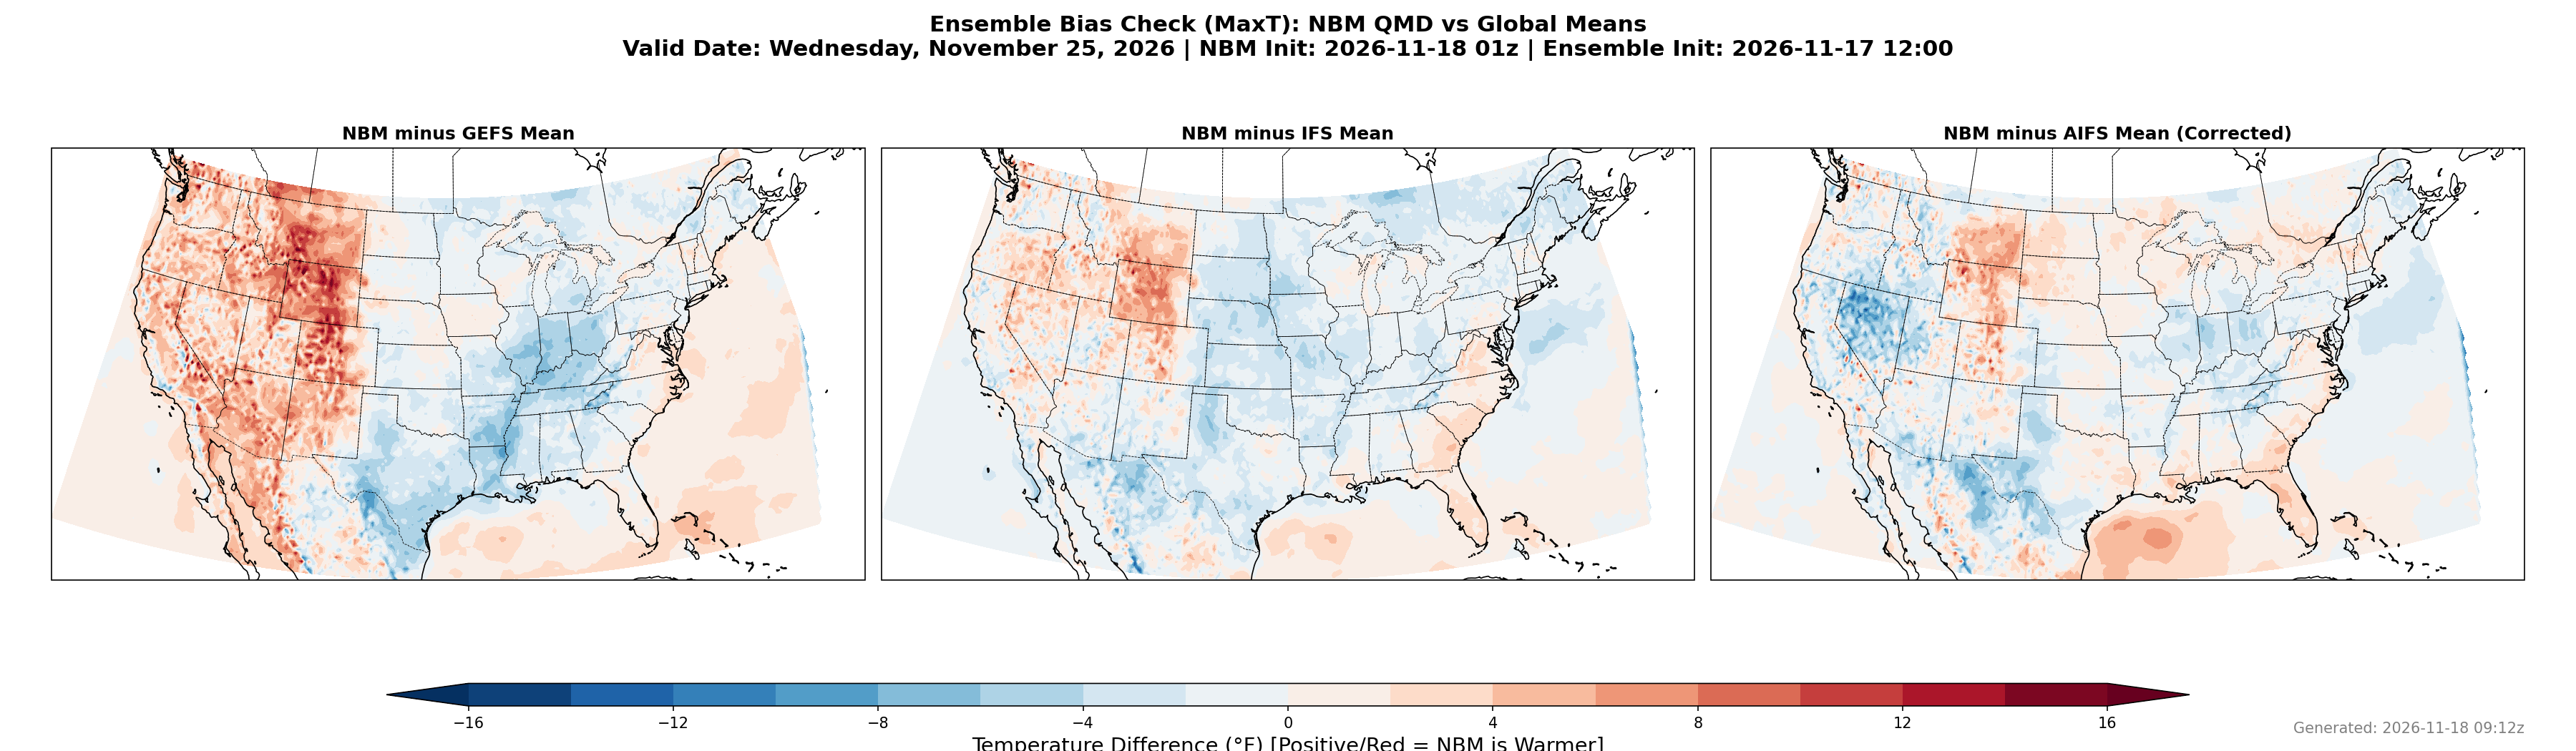 Ensemble Bias Check (MaxT): NBM QMD vs Global Means
Valid Date: Wednesday, November 25, 2026 | NBM Init: 2026-11-18 01z | Ensemble Init: 2026-11-17 12:00
NBM minus GEFS Mean
NBM minus IFS Mean
NBM minus AIFS Mean (Corrected)
−16 −12 −8 −4 0 4 8 12 16
Generated: 2026-11-18 09:12z
Temperature Difference (°F) [Positive/Red = NBM is Warmer]